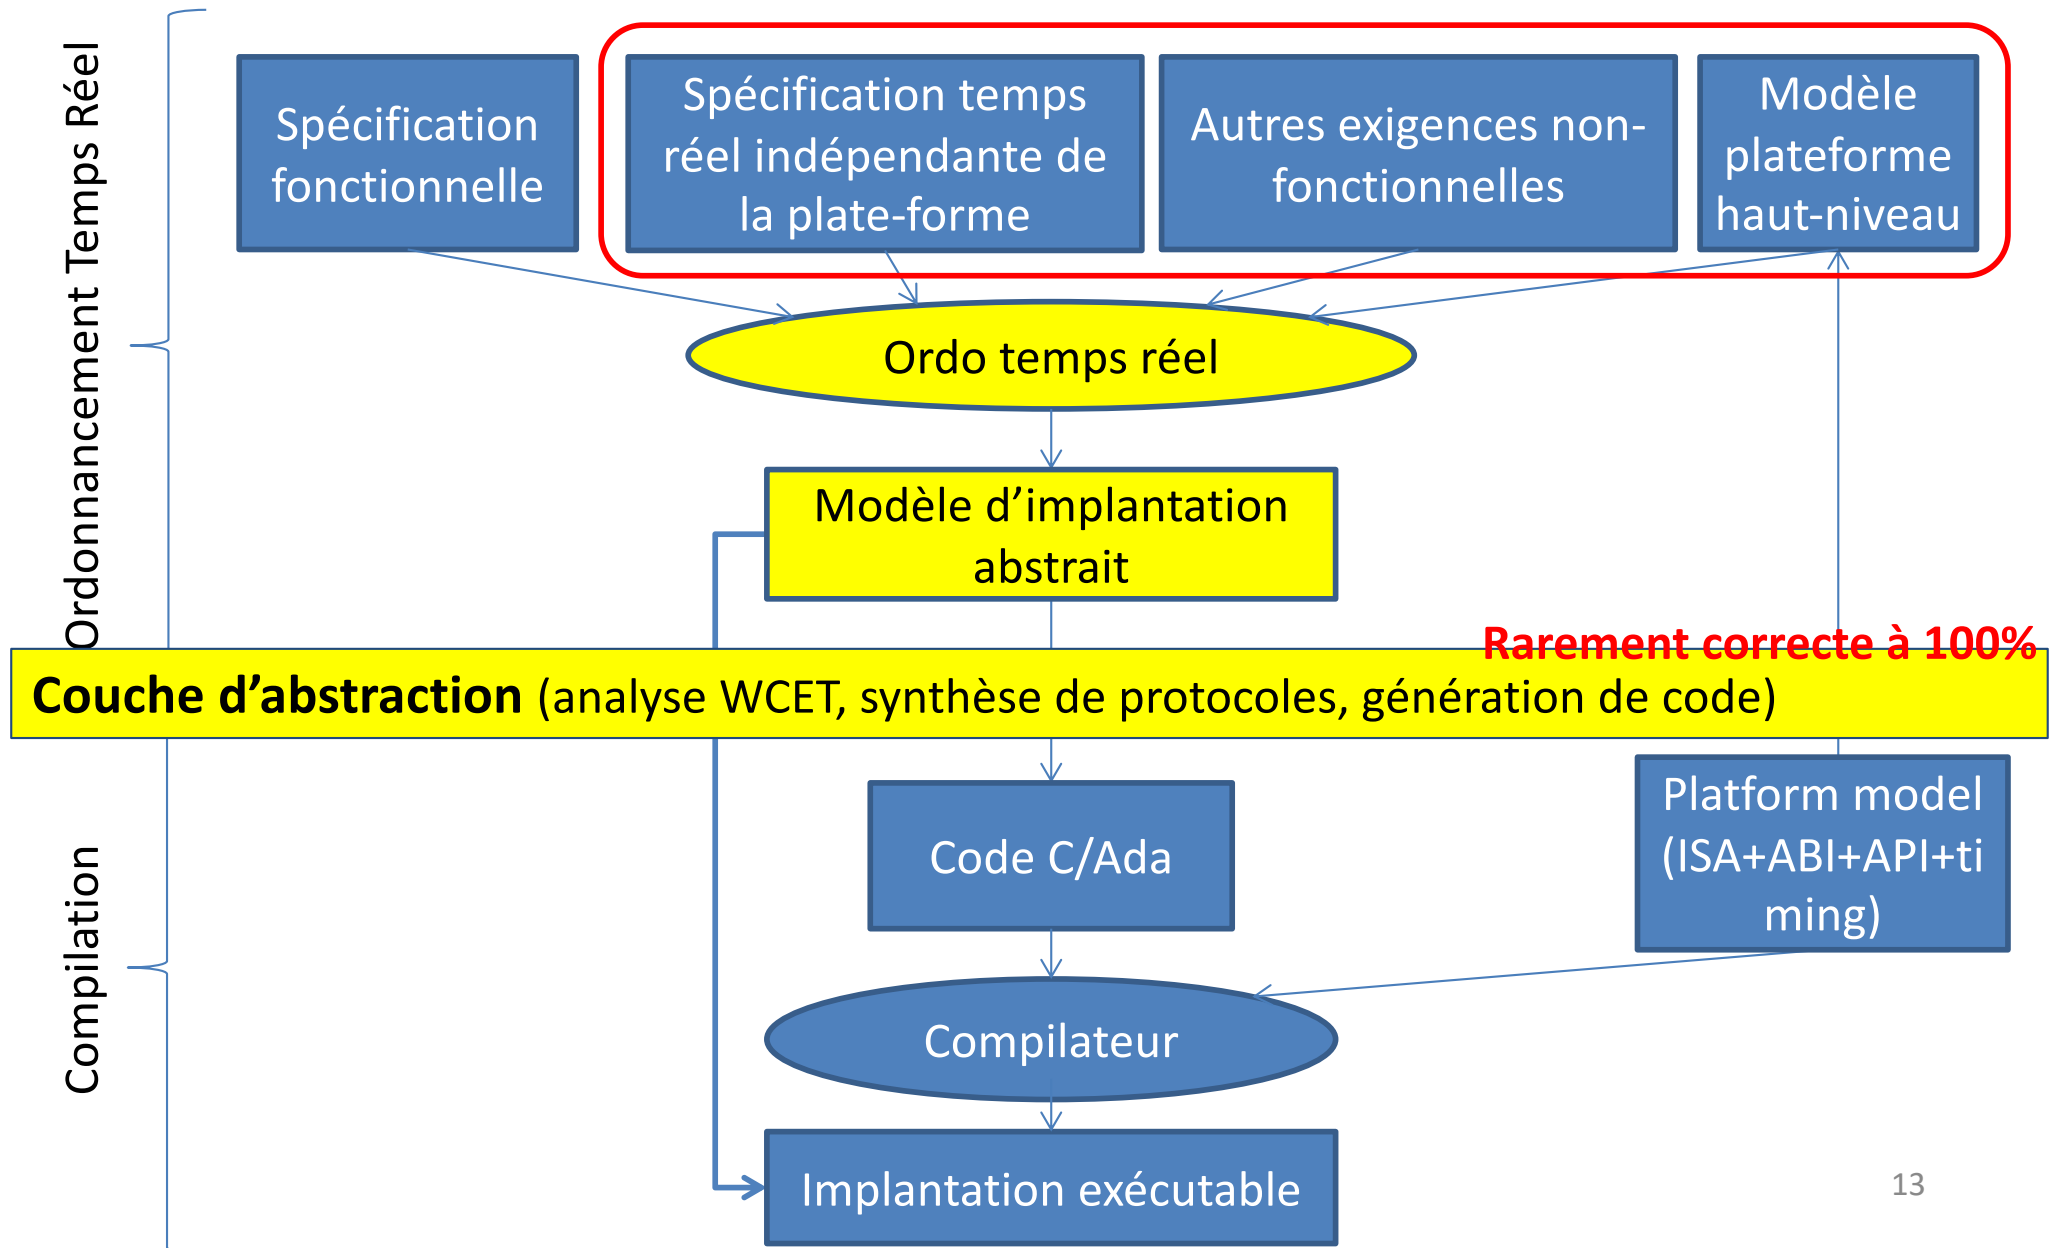 Ordonnancement Temps Réel
Spécification
fonctionnelle
Spécification temps
réel indépendante de
la plate-forme
Autres exigences non-
fonctionnelles
Modèle
plateforme
haut-niveau
Ordo temps réel
Modèle d’implantation
abstrait
Rarement correcte à 100%
Couche d’abstraction (analyse WCET, synthèse de protocoles, génération de code)
Compilation
Code C/Ada
Platform model
(ISA+ABI+API+ti
ming)
Compilateur
Implantation exécutable
13